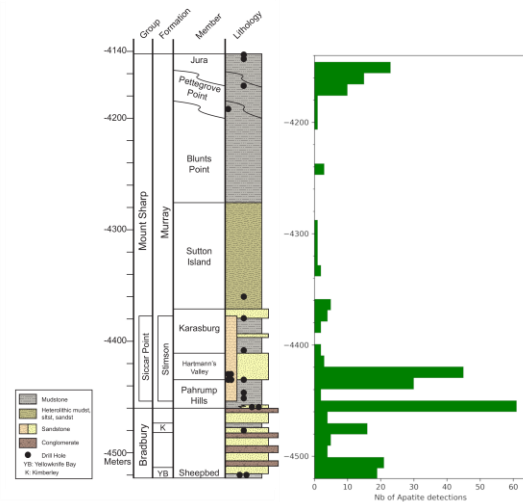 Group
Formation
Member
Lithology
-4140
-4200
-4300
-4400
-4500
Meters
Mount Sharp
Siccar Point
Bradbury
Murray
Stimson
K
YB
Jura
Pettegrove
Point
Blunts
Point
Sutton
Island
Karasburg
Hartmann's
Valley
Pahrump
Hills
Sheepbed
Mudstone
Heterolithic mudst,
sltst, sandst
Sandstone
Conglomerate
Drill Hole
YB: Yellowknife Bay
K: Kimberley
−4200
−4300
−4400
−4500
0
10
20
30
40
50
60
Nb of Apatite detections